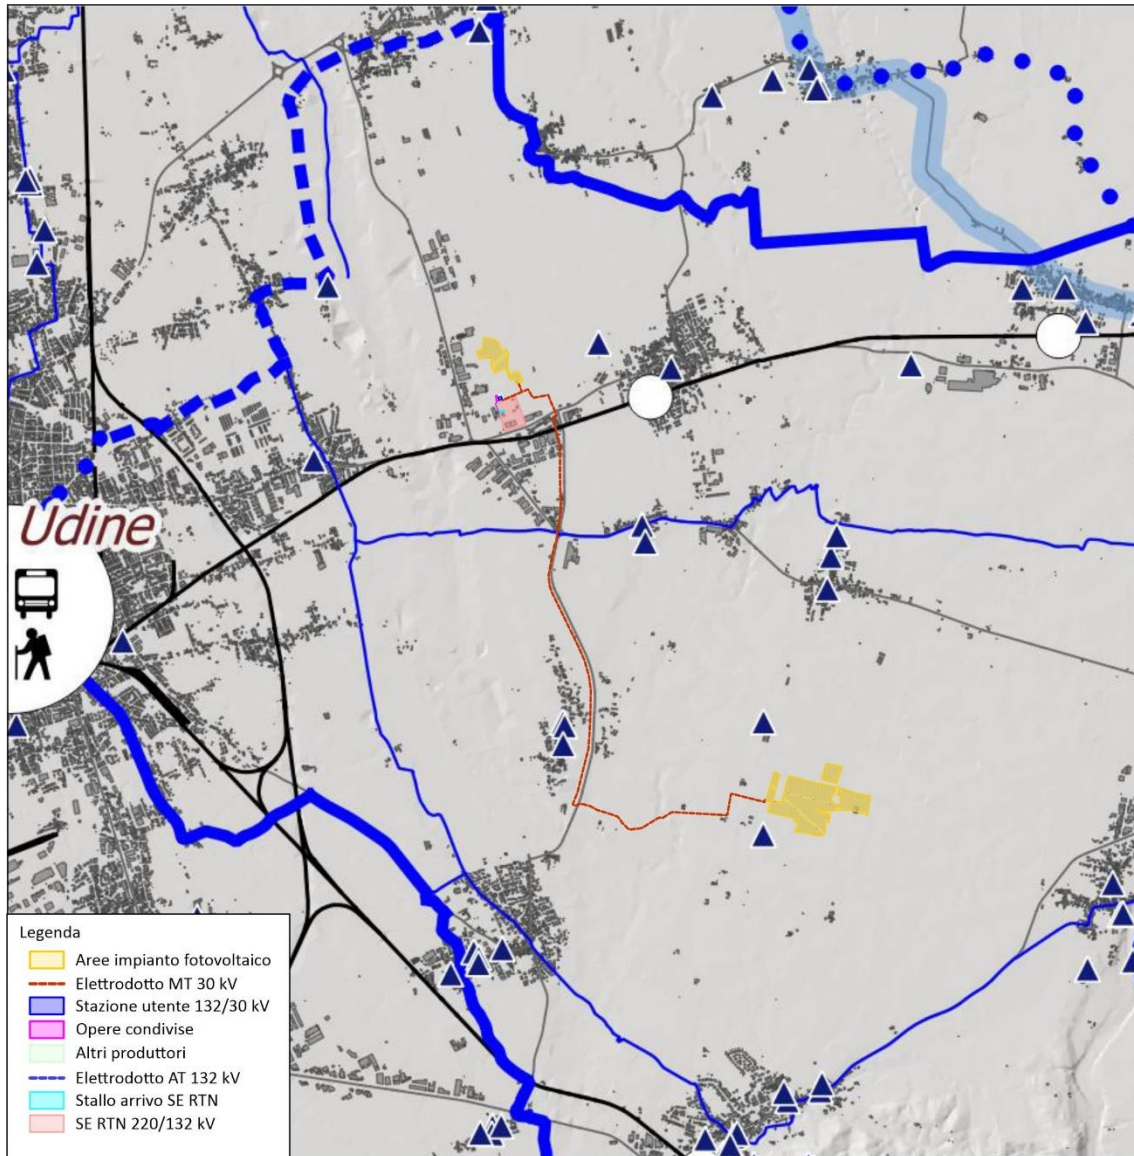 Udine
Legenda
Aree impianto fotovoltaico
Elettrodotto MT 30 kV
Stazione utente 132/30 kV
Opere condivise
Altri produttori
Elettrodotto AT 132 kV
Stallo arrivo SE RTN
SE RTN 220/132 kV